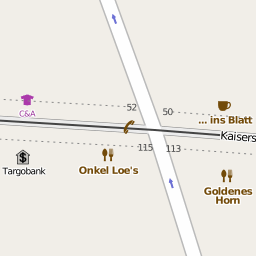 52
50
C&A
... ins Blatt
Kaisers
115
113
Targobank
Onkel Loe's
Goldenes
Horn